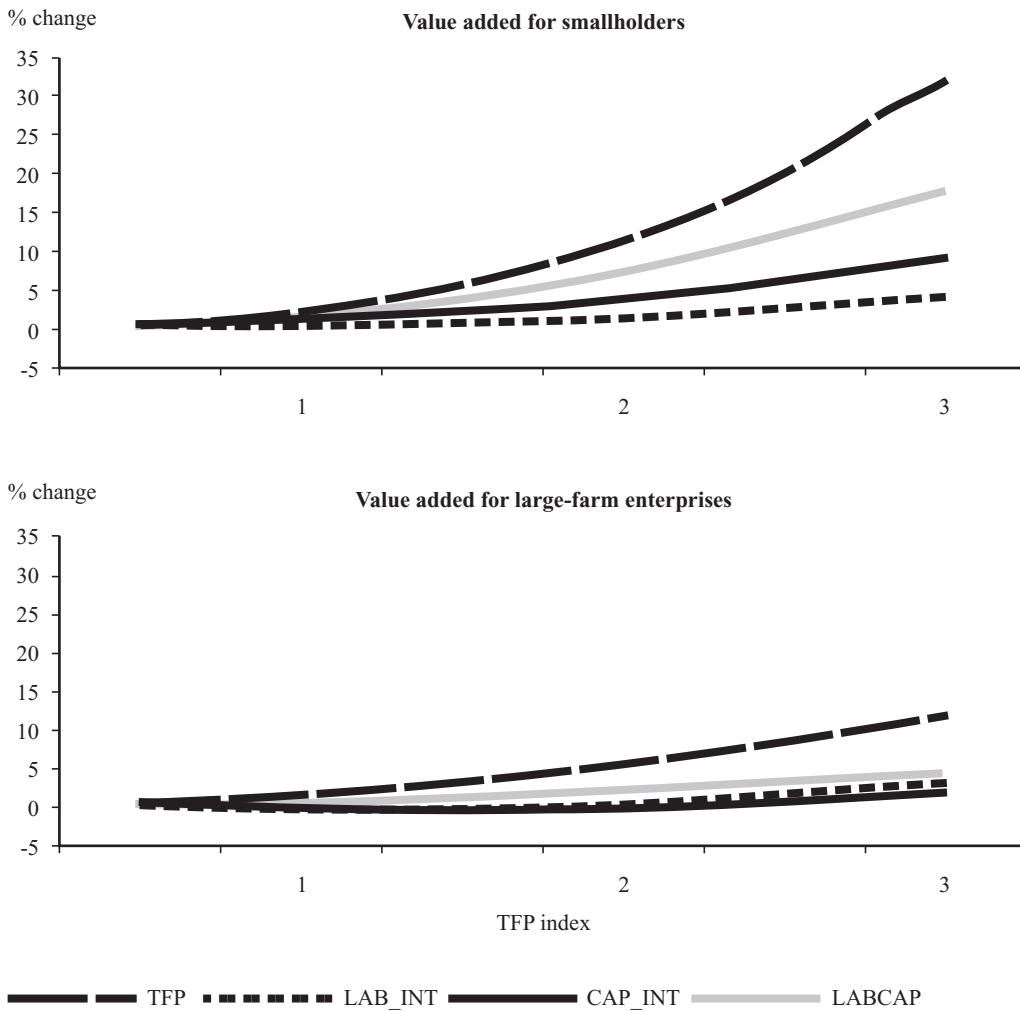 % change
Value added for smallholders
35
30
25
20
15
10
5
0
-5
1 2 3
% change
Value added for large-farm enterprises
35
30
25
20
15
10
5
0
-5
1 2 3
TFP index
TFP LAB_INT CAP_INT LABCAP